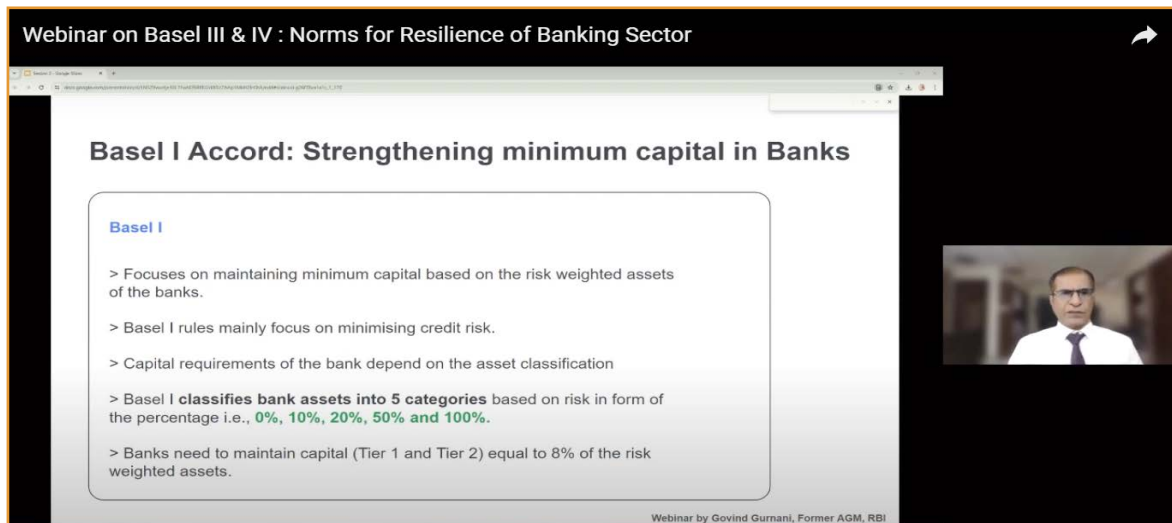 Webinar on Basel III & IV : Norms for Resilience of Banking Sector
Basel I Accord: Strengthening minimum capital in Banks
Basel I
> Focuses on maintaining minimum capital based on the risk weighted assets
of the banks.
> Basel I rules mainly focus on minimising credit risk.
> Capital requirements of the bank depend on the asset classification
> Basel I classifies bank assets into 5 categories based on risk in form of
the percentage i.e., 0%, 10%, 20%, 50% and 100%.
> Banks need to maintain capital (Tier 1 and Tier 2) equal to 8% of the risk
weighted assets.
Webinar by Govind Gurnani, Former AGM, RBI